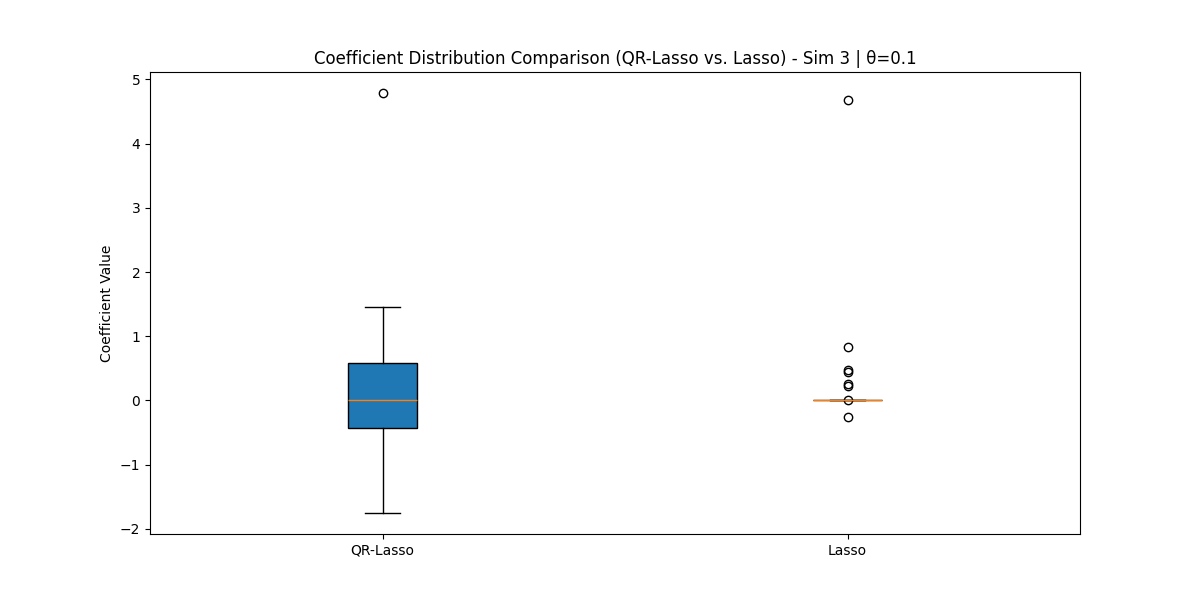 Coefficient Distribution Comparison (QR-Lasso vs. Lasso) - Sim 3 | θ=0.1
5
4
3
2
1
0
−1
−2
Coefficient Value
QR-Lasso
Lasso